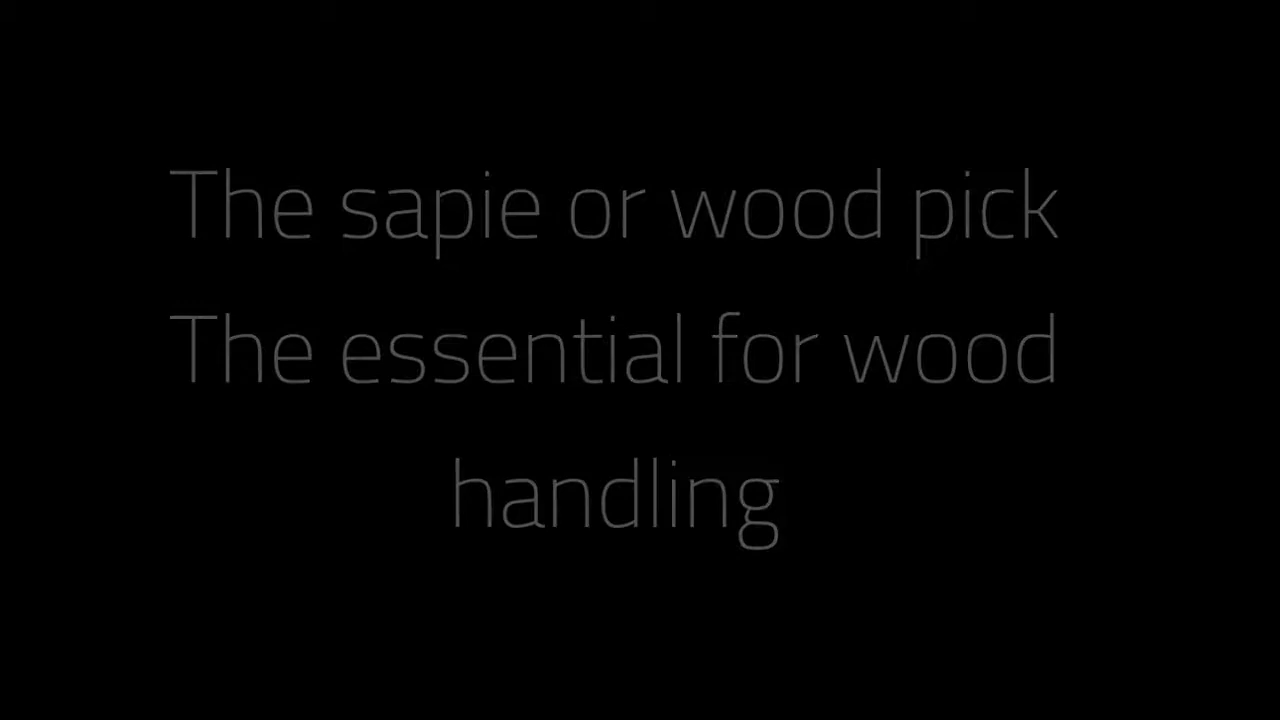 The sapie or wood pick
The essential for wood
handling